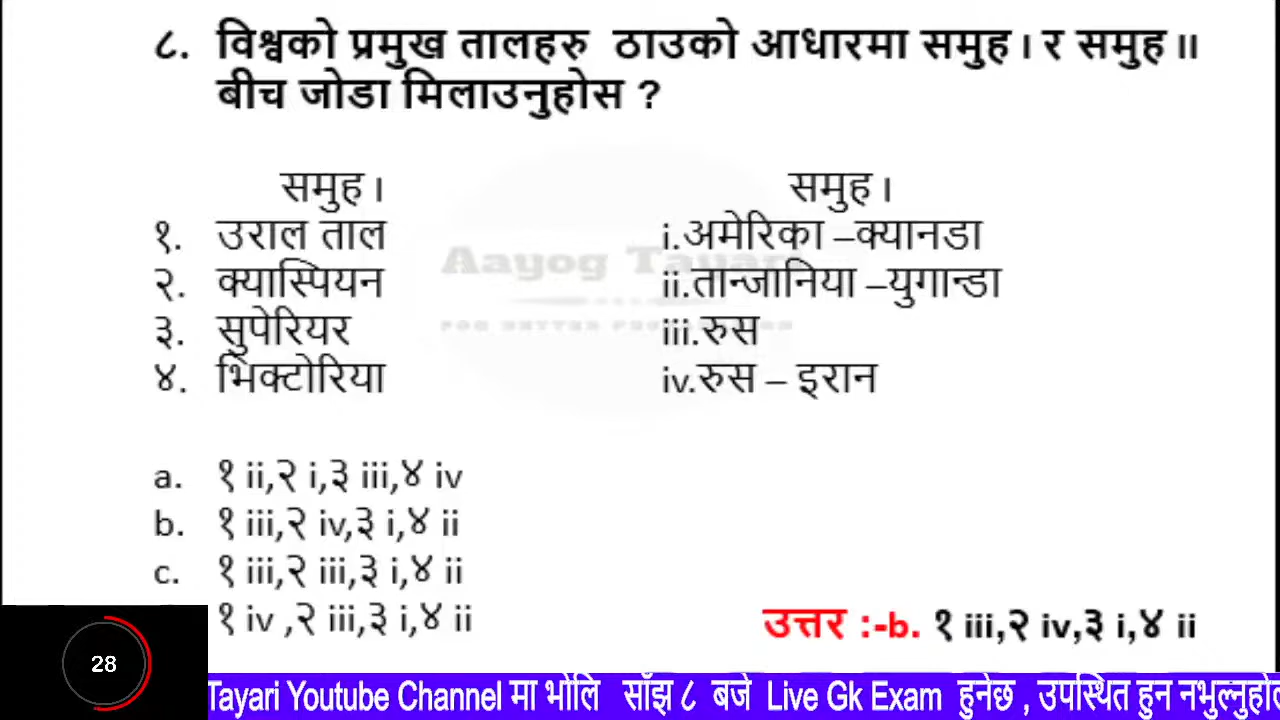 ८. विश्वको प्रमुख तालहरु ठाउको आधारमा समुह I र समुह II
बीच जोडा मिलाउनुहोस ?
समुह I
समुह I
१. उराल ताल
i.अमेरिका –क्यानडा
२. क्यास्पियन
ii.तान्जानिया –युगान्डा
३. सुपेरियर
iii.रुस
४. भिक्टोरिया
iv.रुस – इरान
Aayog Tayari
a. १ ii,२ i,३ iii,४ iv
b. १ iii,२ iv,३ i,४ ii
c. १ iii,२ iii,३ i,४ ii
१ iv ,२ iii,३ i,४ ii
उत्तर :-b. १ iii,२ iv,३ i,४ ii
28
Tayari Youtube Channel मा भोलि साँझ ८ बजे Live Gk Exam हुनेछ , उपस्थित हुन